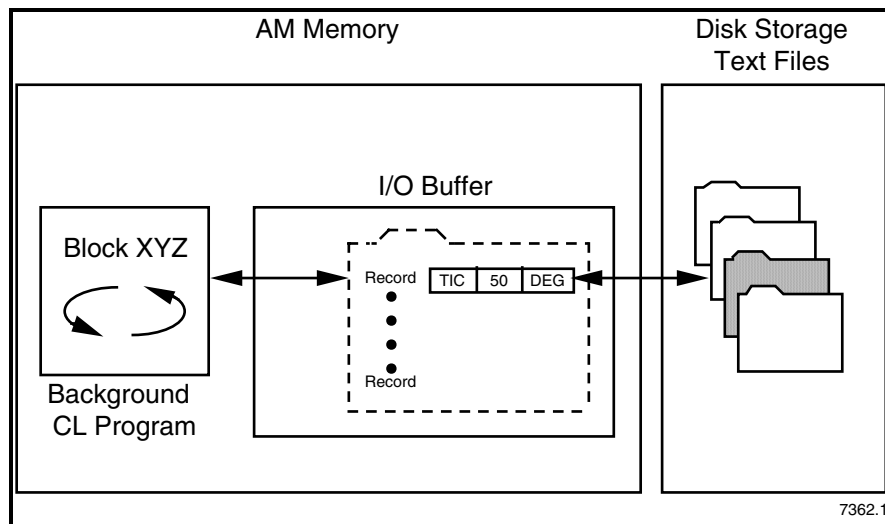 AM Memory
Disk Storage
Text Files
I/O Buffer
Block XYZ
Record
TIC 50 DEG
Record
Background
CL Program
7362.1